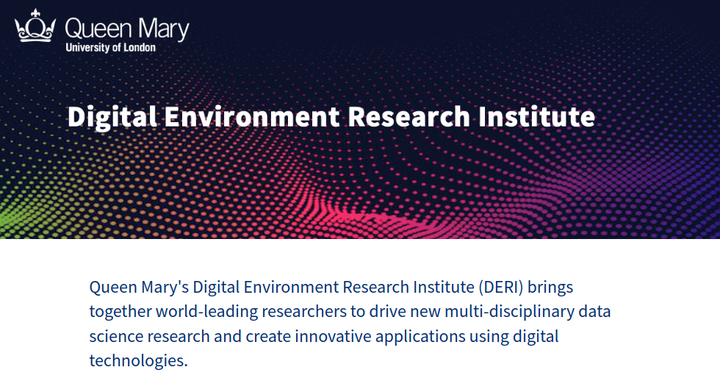 Queen Mary
University of London
Digital Environment Research Institute
Queen Mary's Digital Environment Research Institute (DERI) brings
together world-leading researchers to drive new multi-disciplinary data
science research and create innovative applications using digital
technologies.